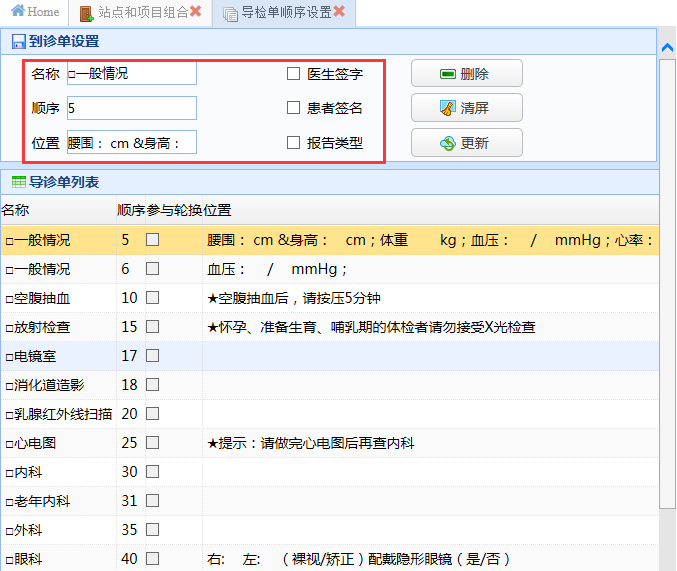 Home 站点和项目组合 导检单顺序设置
到诊单设置
名称 □一般情况 医生签字 删除
顺序 5 患者签名 清屏
位置 腰围： cm &身高： 报告类型 更新
导诊单列表
名称 顺序 参与轮换 位置
□一般情况 5 腰围： cm &身高： cm；体重 kg；血压： / mmHg；心率：
□一般情况 6 血压： / mmHg；
□空腹抽血 10 ★空腹抽血后，请按压5分钟
□放射检查 15 ★怀孕、准备生育、哺乳期的体检者请勿接受X光检查
□电镜室 17
□消化道造影 18
□乳腺红外线扫描 20
□心电图 25 ★提示：请做完心电图后再查内科
□内科 30
□老年内科 31
□外科 35
□眼科 40 右: 左: （裸视/矫正）配戴隐形眼镜（是/否）